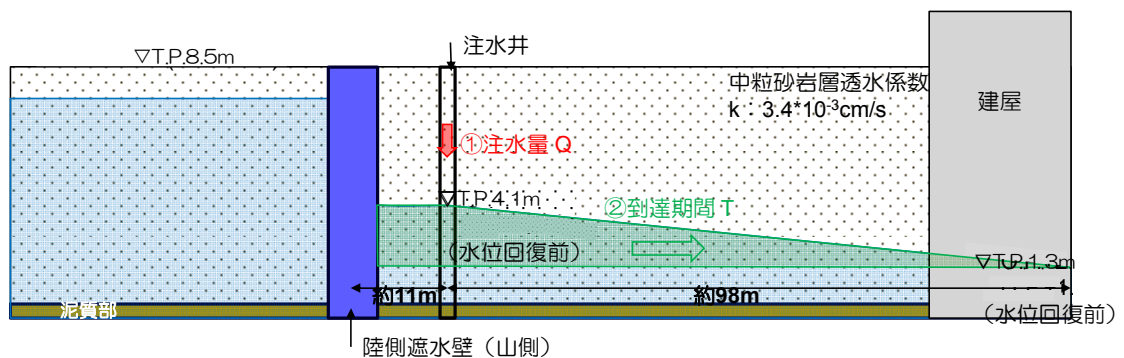 注水井
▽T.P.8.5m
中粒砂岩層透水係数
k：3.4*10⁻³cm/s
建屋
①注水量Q
▽T.P.4.1m
②到達期間T
（水位回復前）
▽T.P.1.3m
約11m
約98m
（水位回復前）
泥質部
陸側遮水壁（山側）